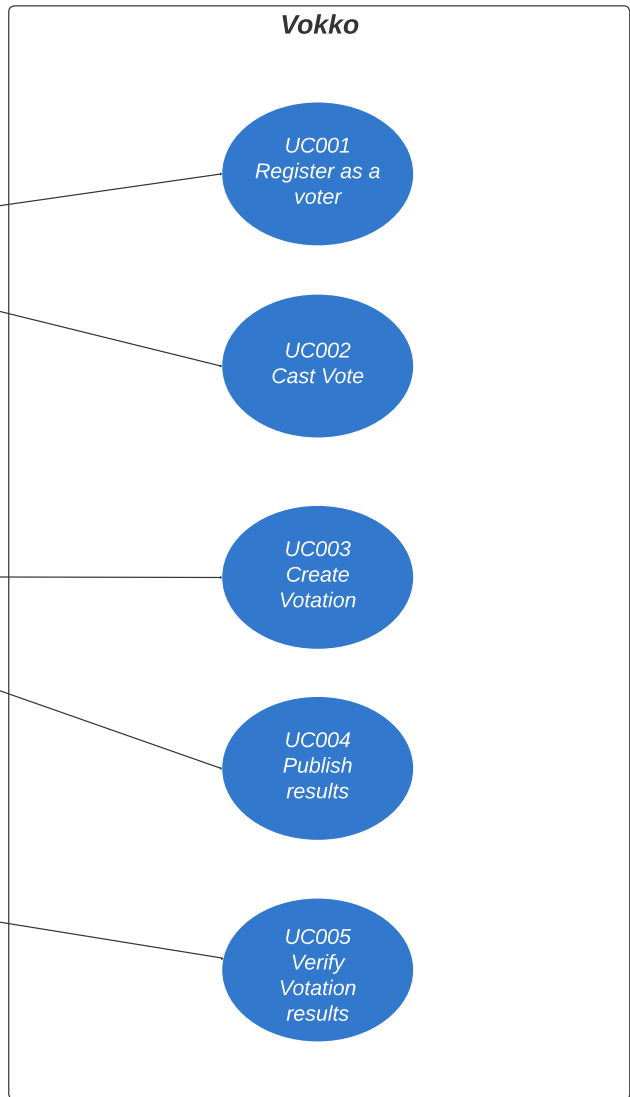 Vokko
UC001
Register as a
voter
UC002
Cast Vote
UC003
Create
Votation
UC004
Publish
results
UC005
Verify
Votation
results